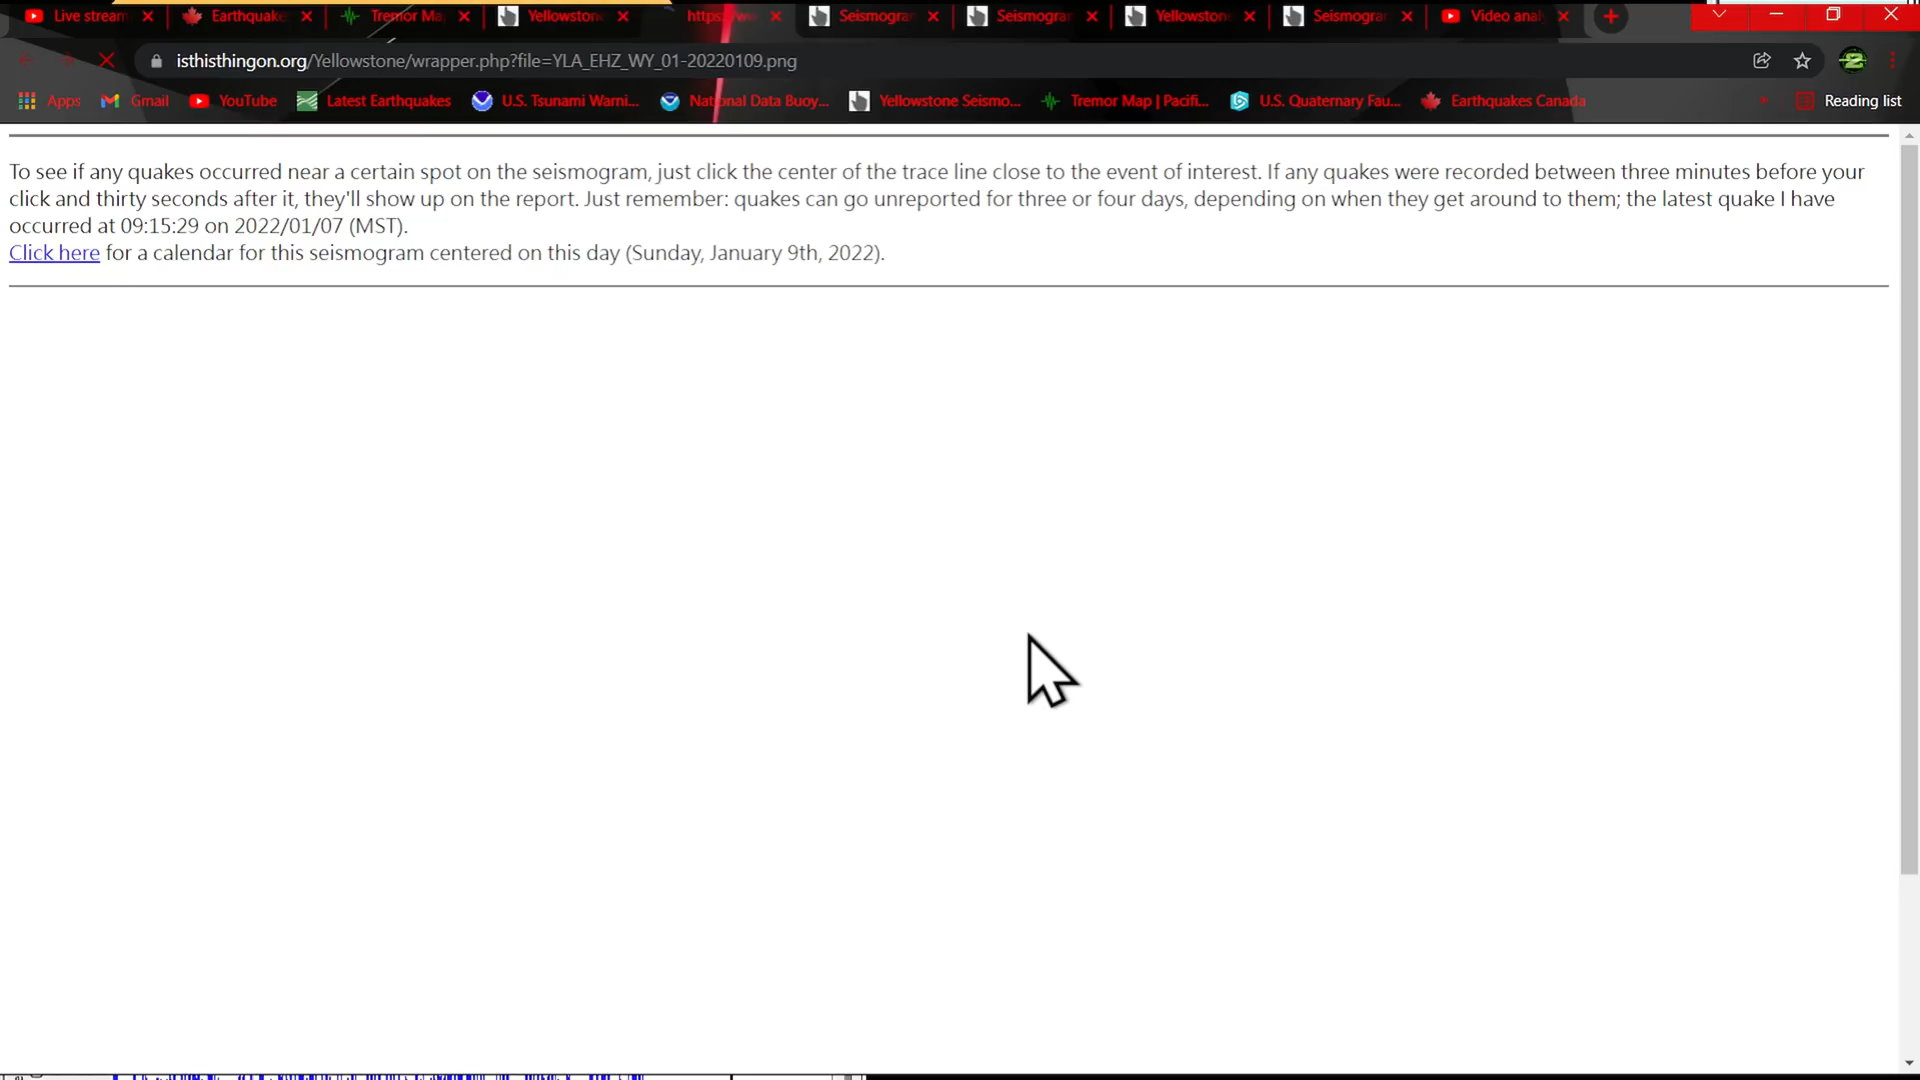 Live stream
Earthquake
Tremor Ma
Yellowstone
Seismogra
Seismogra
Yellowston
Seismogra
Video anal
isthisthingon.org/Yellowstone/wrapper.php?file=YLA_EHZ_WY_01-20220109.png
Apps
Gmail
YouTube
Latest Earthquakes
U.S. Tsunami Warni...
National Data Buoy...
Yellowstone Seismo...
Tremor Map | Pacifi...
U.S. Quaternary Fau...
Earthquakes Canada
Reading list
To see if any quakes occurred near a certain spot on the seismogram, just click the center of the trace line close to the event of interest. If any quakes were recorded between three minutes before your
click and thirty seconds after it, they'll show up on the report. Just remember: quakes can go unreported for three or four days, depending on when they get around to them; the latest quake I have
occurred at 09:15:29 on 2022/01/07 (MST).
Click here for a calendar for this seismogram centered on this day (Sunday, January 9th, 2022).